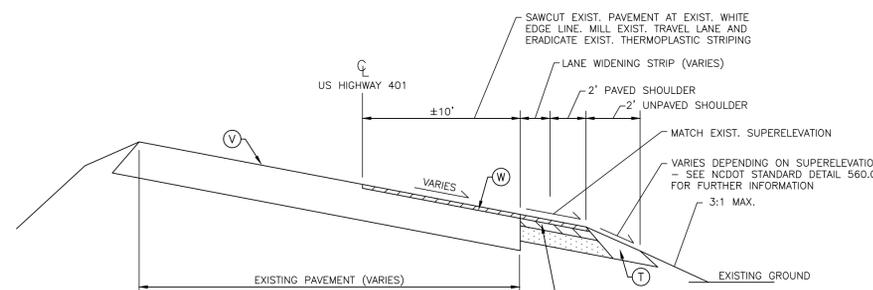 SAWCUT EXIST. PAVEMENT AT EXIST. WHITE
EDGE LINE. MILL EXIST. TRAVEL LANE AND
ERADICATE EXIST. THERMOPLASTIC STRIPING
LANE WIDENING STRIP (VARIES)
℄
US HIGHWAY 401
2' PAVED SHOULDER
2' UNPAVED SHOULDER
±10'
MATCH EXIST. SUPERELEVATION
V
VARIES
W
VARIES DEPENDING ON SUPERELEVATIO
- SEE NCDOT STANDARD DETAIL 560.0
FOR FURTHER INFORMATION
3:1 MAX.
EXISTING PAVEMENT (VARIES)
T
EXISTING GROUND